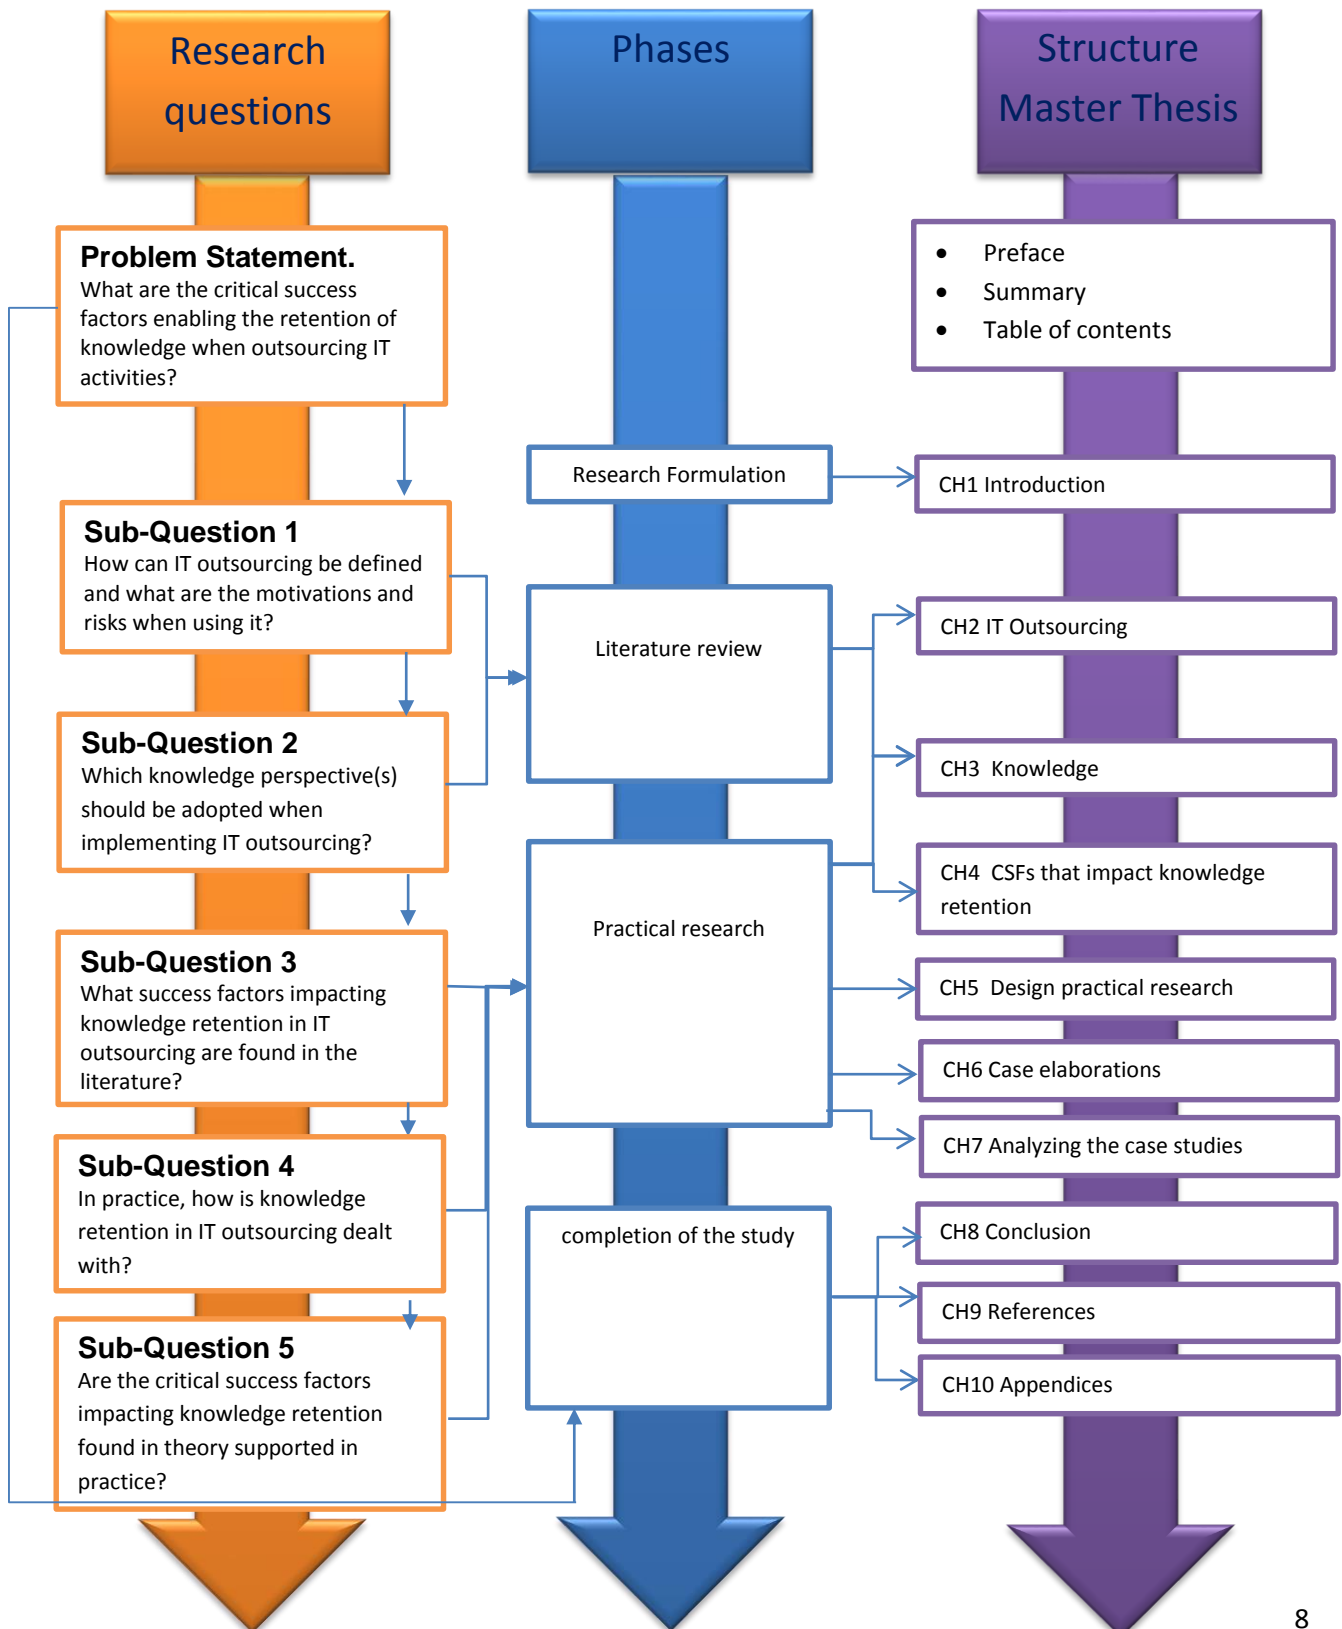 Research
questions
Problem Statement.
What are the critical success
factors enabling the retention of
knowledge when outsourcing IT
activities?
Sub-Question 1
How can IT outsourcing be defined
and what are the motivations and
risks when using it?
Sub-Question 2
Which knowledge perspective(s)
should be adopted when
implementing IT outsourcing?
Sub-Question 3
What success factors impacting
knowledge retention in IT
outsourcing are found in the
literature?
Sub-Question 4
In practice, how is knowledge
retention in IT outsourcing dealt
with?
Sub-Question 5
Are the critical success factors
impacting knowledge retention
found in theory supported in
practice?
Phases
Research Formulation
Literature review
Practical research
completion of the study
Structure
Master Thesis
• Preface
• Summary
• Table of contents
CH1 Introduction
CH2 IT Outsourcing
CH3 Knowledge
CH4 CSFs that impact knowledge
retention
CH5 Design practical research
CH6 Case elaborations
CH7 Analyzing the case studies
CH8 Conclusion
CH9 References
CH10 Appendices
8